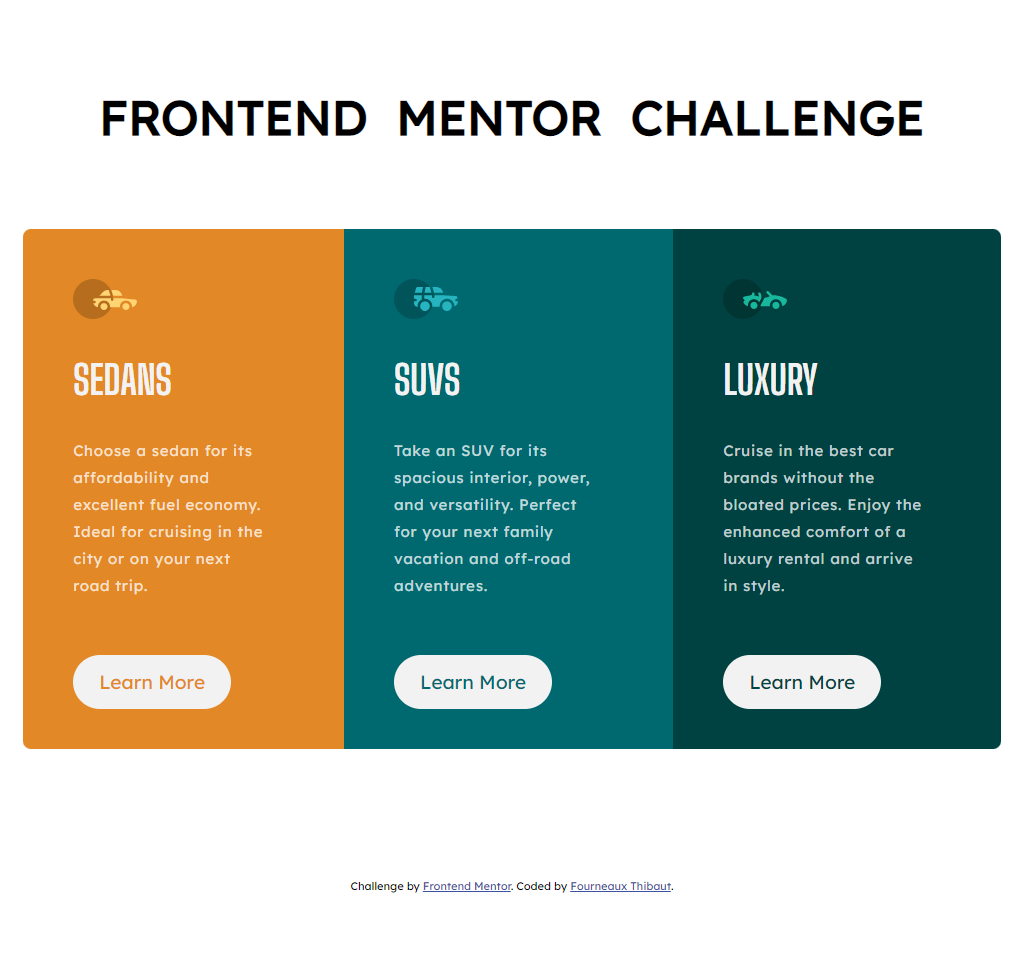 FRONTEND MENTOR CHALLENGE
SEDANS
Choose a sedan for its
affordability and
excellent fuel economy.
Ideal for cruising in the
city or on your next
road trip.
Learn More
SUVS
Take an SUV for its
spacious interior, power,
and versatility. Perfect
for your next family
vacation and off-road
adventures.
Learn More
LUXURY
Cruise in the best car
brands without the
bloated prices. Enjoy the
enhanced comfort of a
luxury rental and arrive
in style.
Learn More
Challenge by Frontend Mentor. Coded by Fourneaux Thibaut.